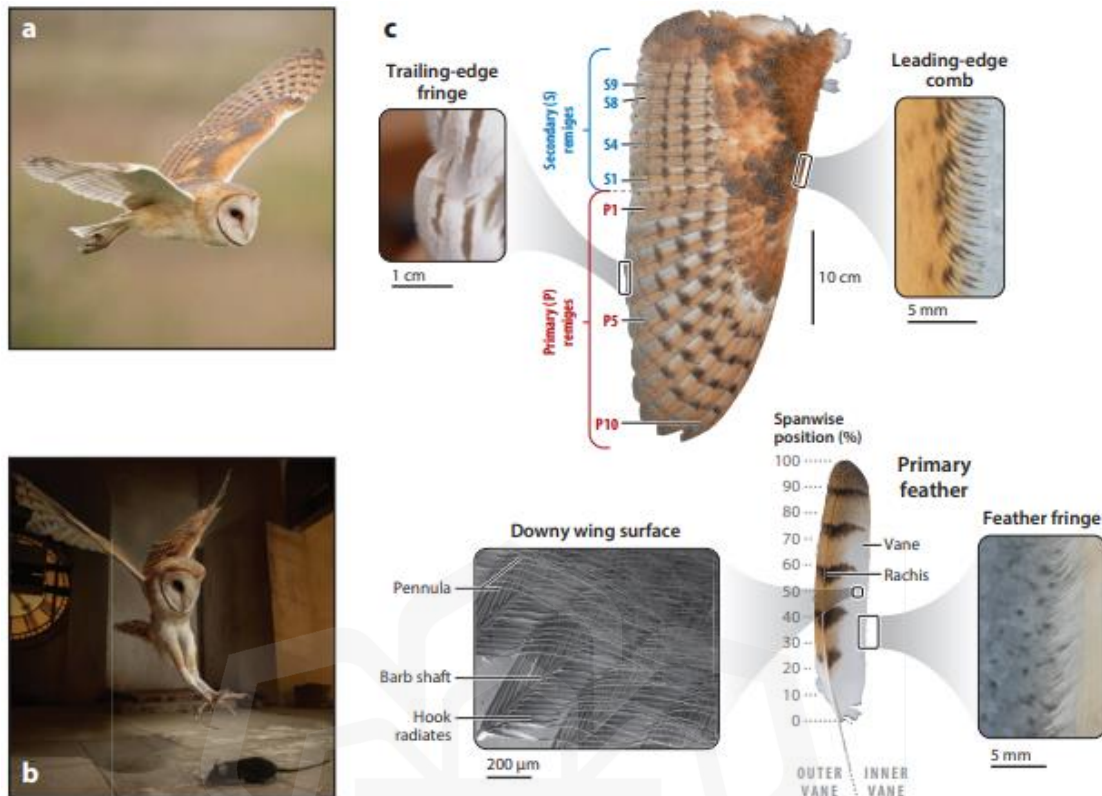 a
b
c
Trailing-edge
fringe
1 cm
Secondary (S)
remiges
S9
S8
S4
S1
Primary (P)
remiges
P1
P5
P10
10 cm
Leading-edge
comb
5 mm
Downy wing surface
Pennula
Barb shaft
Hook
radiates
200 µm
Spanwise
position (%)
100
90
80
70
60
50
40
30
20
10
0
Primary
feather
Vane
Rachis
OUTER
VANE
INNER
VANE
Feather fringe
5 mm